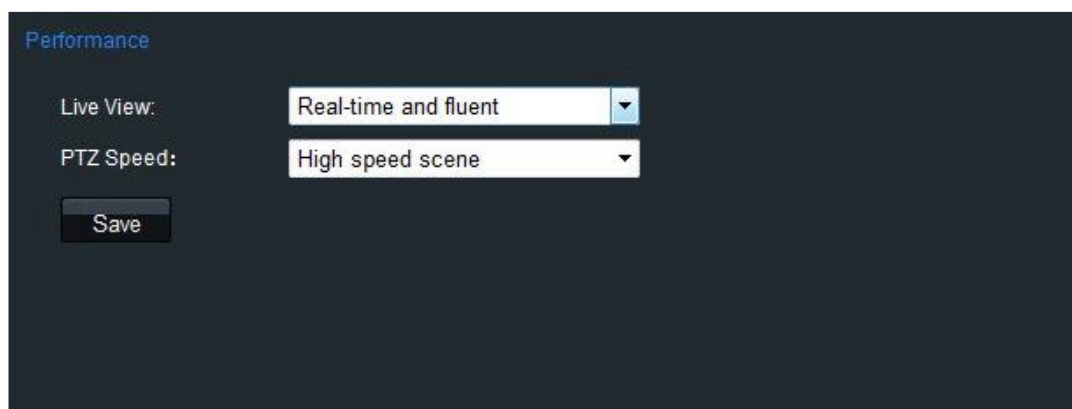 Performance
Live View: Real-time and fluent
PTZ Speed: High speed scene
Save